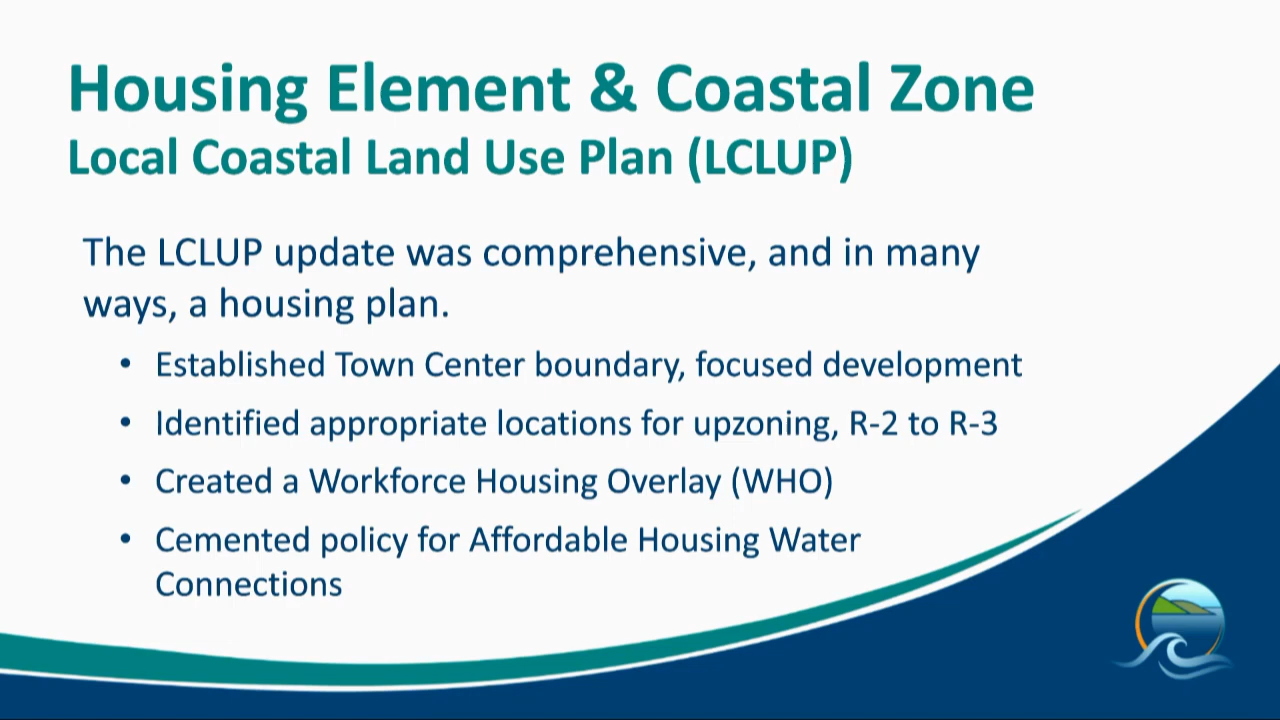 Housing Element & Coastal Zone
Local Coastal Land Use Plan (LCLUP)
The LCLUP update was comprehensive, and in many
ways, a housing plan.
• Established Town Center boundary, focused development
• Identified appropriate locations for upzoning, R-2 to R-3
• Created a Workforce Housing Overlay (WHO)
• Cemented policy for Affordable Housing Water
Connections